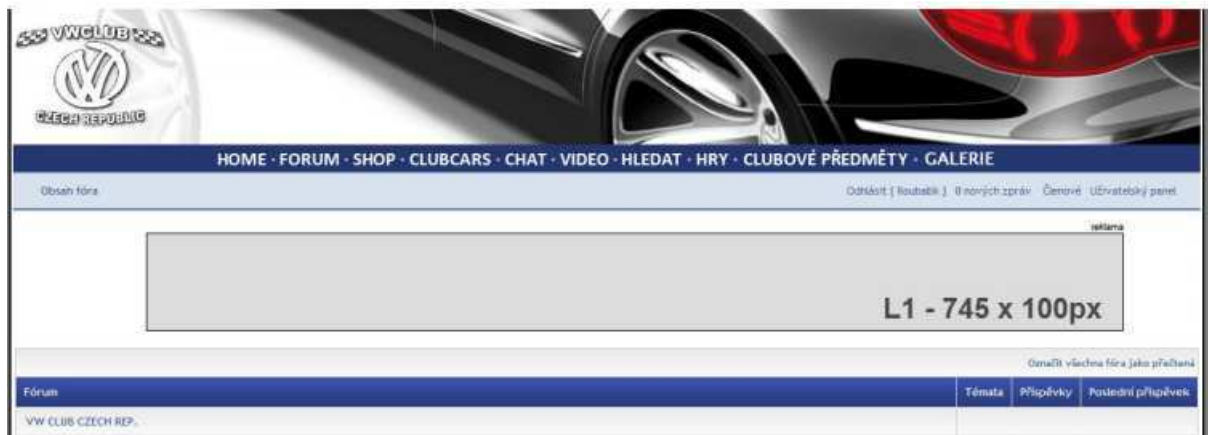 VWCLUB
CZECH REPUBLIC
HOME · FORUM · SHOP · CLUBCARS · CHAT · VIDEO · HLEDAT · HRY · CLUBOVÉ PŘEDMĚTY · GALERIE
Obsah fóra
Odhlásit [ Roubalik ] 0 nových zpráv Členové Uživatelský panel
reklama
L1 - 745 x 100px
Označit všechna fóra jako přečtená
Fórum Témata Příspěvky Poslední příspěvek
VW CLUB CZECH REP.